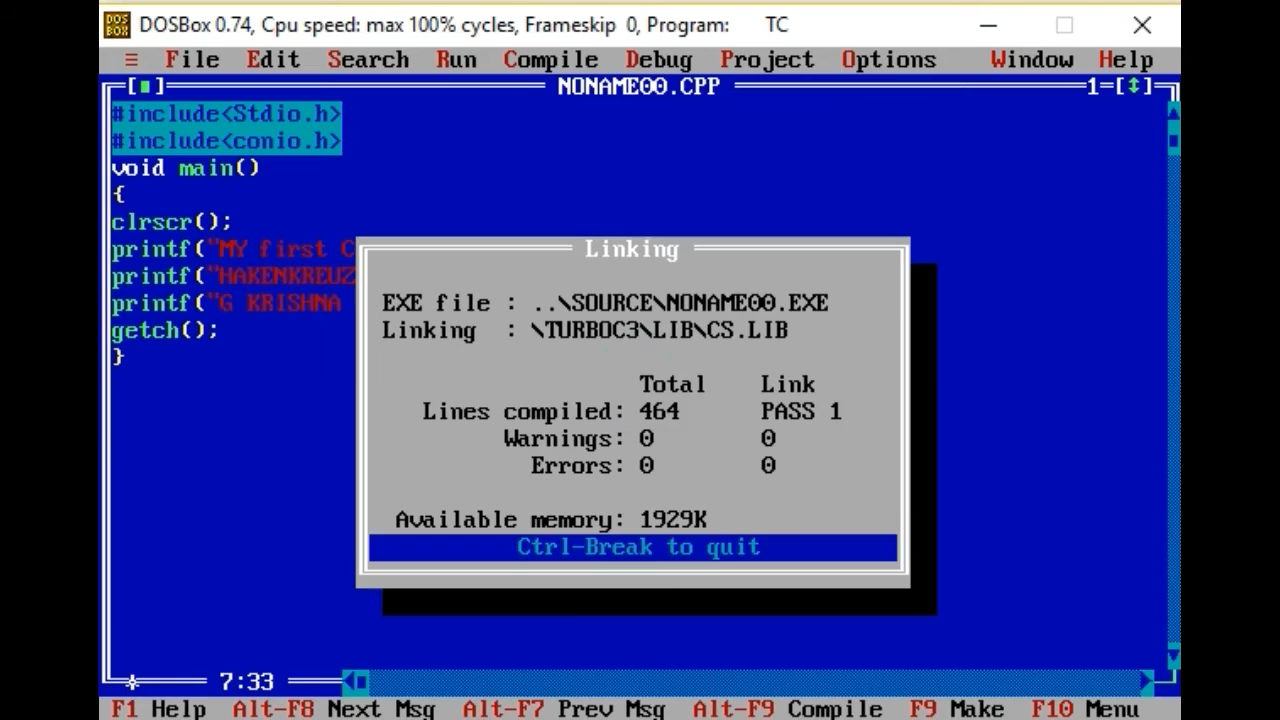 DOSBox 0.74, Cpu speed: max 100% cycles, Frameskip 0, Program: TC
File Edit Search Run Compile Debug Project Options Window Help
NONAME00.CPP 1=[↕]
#include<Stdio.h>
#include<conio.h>
void main()
{
clrscr();
printf("MY first C
printf("HAKENKREUZ
printf("G KRISHNA
getch();
}
Linking
EXE file : ..\SOURCE\NONAME00.EXE
Linking : \TURBOC3\LIB\CS.LIB
Total Link
Lines compiled: 464 PASS 1
Warnings: 0 0
Errors: 0 0
Available memory: 1929K
Ctrl-Break to quit
7:33
F1 Help Alt-F8 Next Msg Alt-F7 Prev Msg Alt-F9 Compile F9 Make F10 Menu